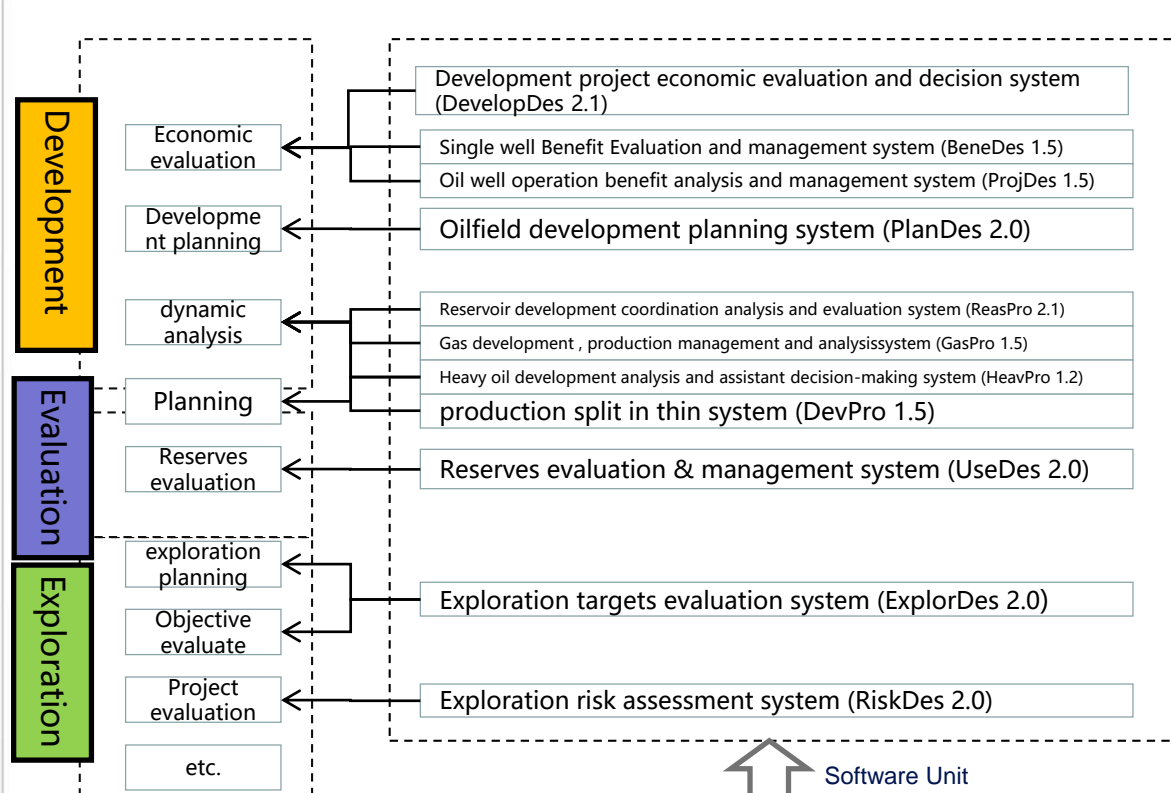 Development
Evaluation
Exploration
Economic
evaluation
Developme
nt planning
dynamic
analysis
Planning
Reserves
evaluation
exploration
planning
Objective
evaluate
Project
evaluation
etc.
Development project economic evaluation and decision system
(DevelopDes 2.1)
Single well Benefit Evaluation and management system (BeneDes 1.5)
Oil well operation benefit analysis and management system (ProjDes 1.5)
Oilfield development planning system (PlanDes 2.0)
Reservoir development coordination analysis and evaluation system (ReasPro 2.1)
Gas development , production management and analysissystem (GasPro 1.5)
Heavy oil development analysis and assistant decision-making system (HeavPro 1.2)
production split in thin system (DevPro 1.5)
Reserves evaluation & management system (UseDes 2.0)
Exploration targets evaluation system (ExplorDes 2.0)
Exploration risk assessment system (RiskDes 2.0)
Software Unit